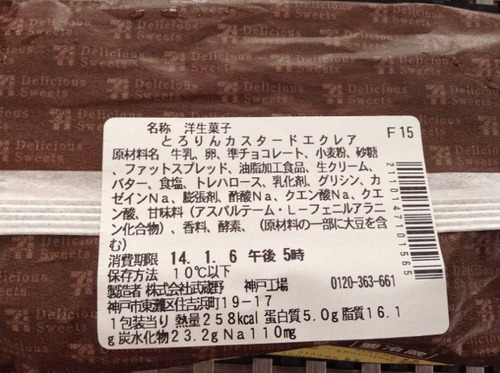 Delicious Sweets
名称 洋生菓子
とろりんカスタードエクレア
F15
原材料名 牛乳、卵、準チョコレート、小麦粉、砂糖
、ファットスプレッド、油脂加工食品、生クリーム、
バター、食塩、トレハロース、乳化剤、グリシン、カ
ゼインNa、膨張剤、酢酸Na、クエン酸Na、クエ
ン酸、甘味料(アスパルテーム・L-フェニルアラニ
ン化合物)、香料、酵素、(原材料の一部に大豆を含
む)
消費期限 14.1.6 午後5時
保存方法 10℃以下
製造者 株式会社武蔵野 神戸工場 0120-363-661
神戸市東灘区住吉浜町19-17
1包装当り 熱量258kcal 蛋白質5.0g 脂質16.1
g 炭水化物23.2g Na110mg
2110147101565